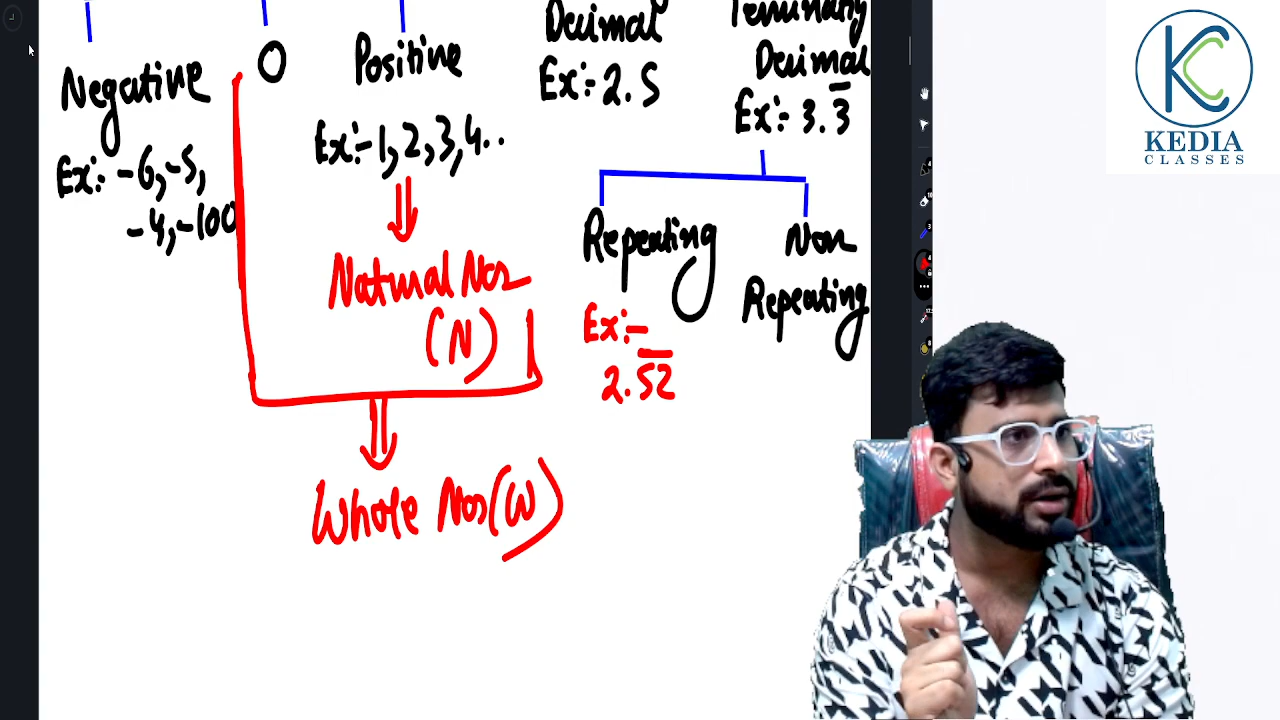 Negative
Ex:- -6, -5,
-4, -100
0
Positive
Ex:- 1, 2, 3, 4..
Natural Nos
(N)
Whole Nos (W)
Decimal
Ex:- 2.5
Decimal
Ex:- 3.3̅
Repeating
Ex:-
2.5̅2̅
Non
Repeating
KC
KEDIA
CLASSES